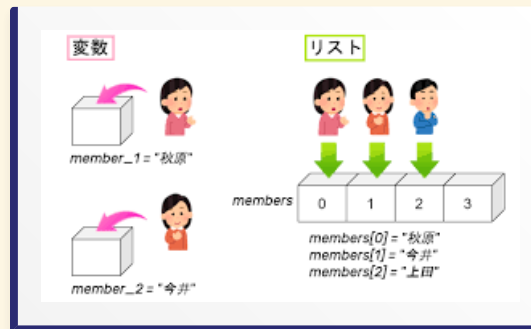 変数
member_1 = "秋原"
member_2 = "今井"
リスト
members
0 1 2 3
members[0] = "秋原"
members[1] = "今井"
members[2] = "上田"